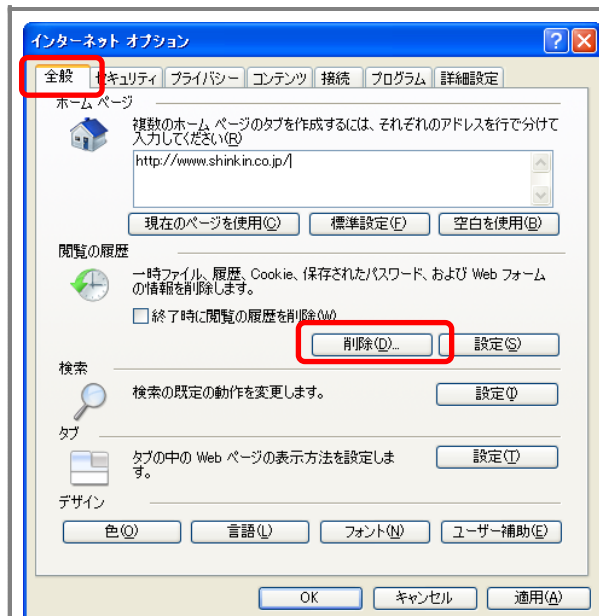 インターネット オプション
全般 セキュリティ プライバシー コンテンツ 接続 プログラム 詳細設定
ホーム ページ
複数のホーム ページのタブを作成するには、それぞれのアドレスを行で分けて
入力してください(R)
http://www.shinkin.co.jp/
現在のページを使用(C) 標準設定(F) 空白を使用(B)
閲覧の履歴
一時ファイル、履歴、Cookie、保存されたパスワード、および Web フォーム
の情報を削除します。
終了時に閲覧の履歴を削除(W)
削除(D)... 設定(S)
検索
検索の既定の動作を変更します。 設定(I)
タブ
タブの中の Web ページの表示方法を設定しま
す。
設定(T)
デザイン
色(O) 言語(L) フォント(N) ユーザー補助(E)
OK キャンセル 適用(A)